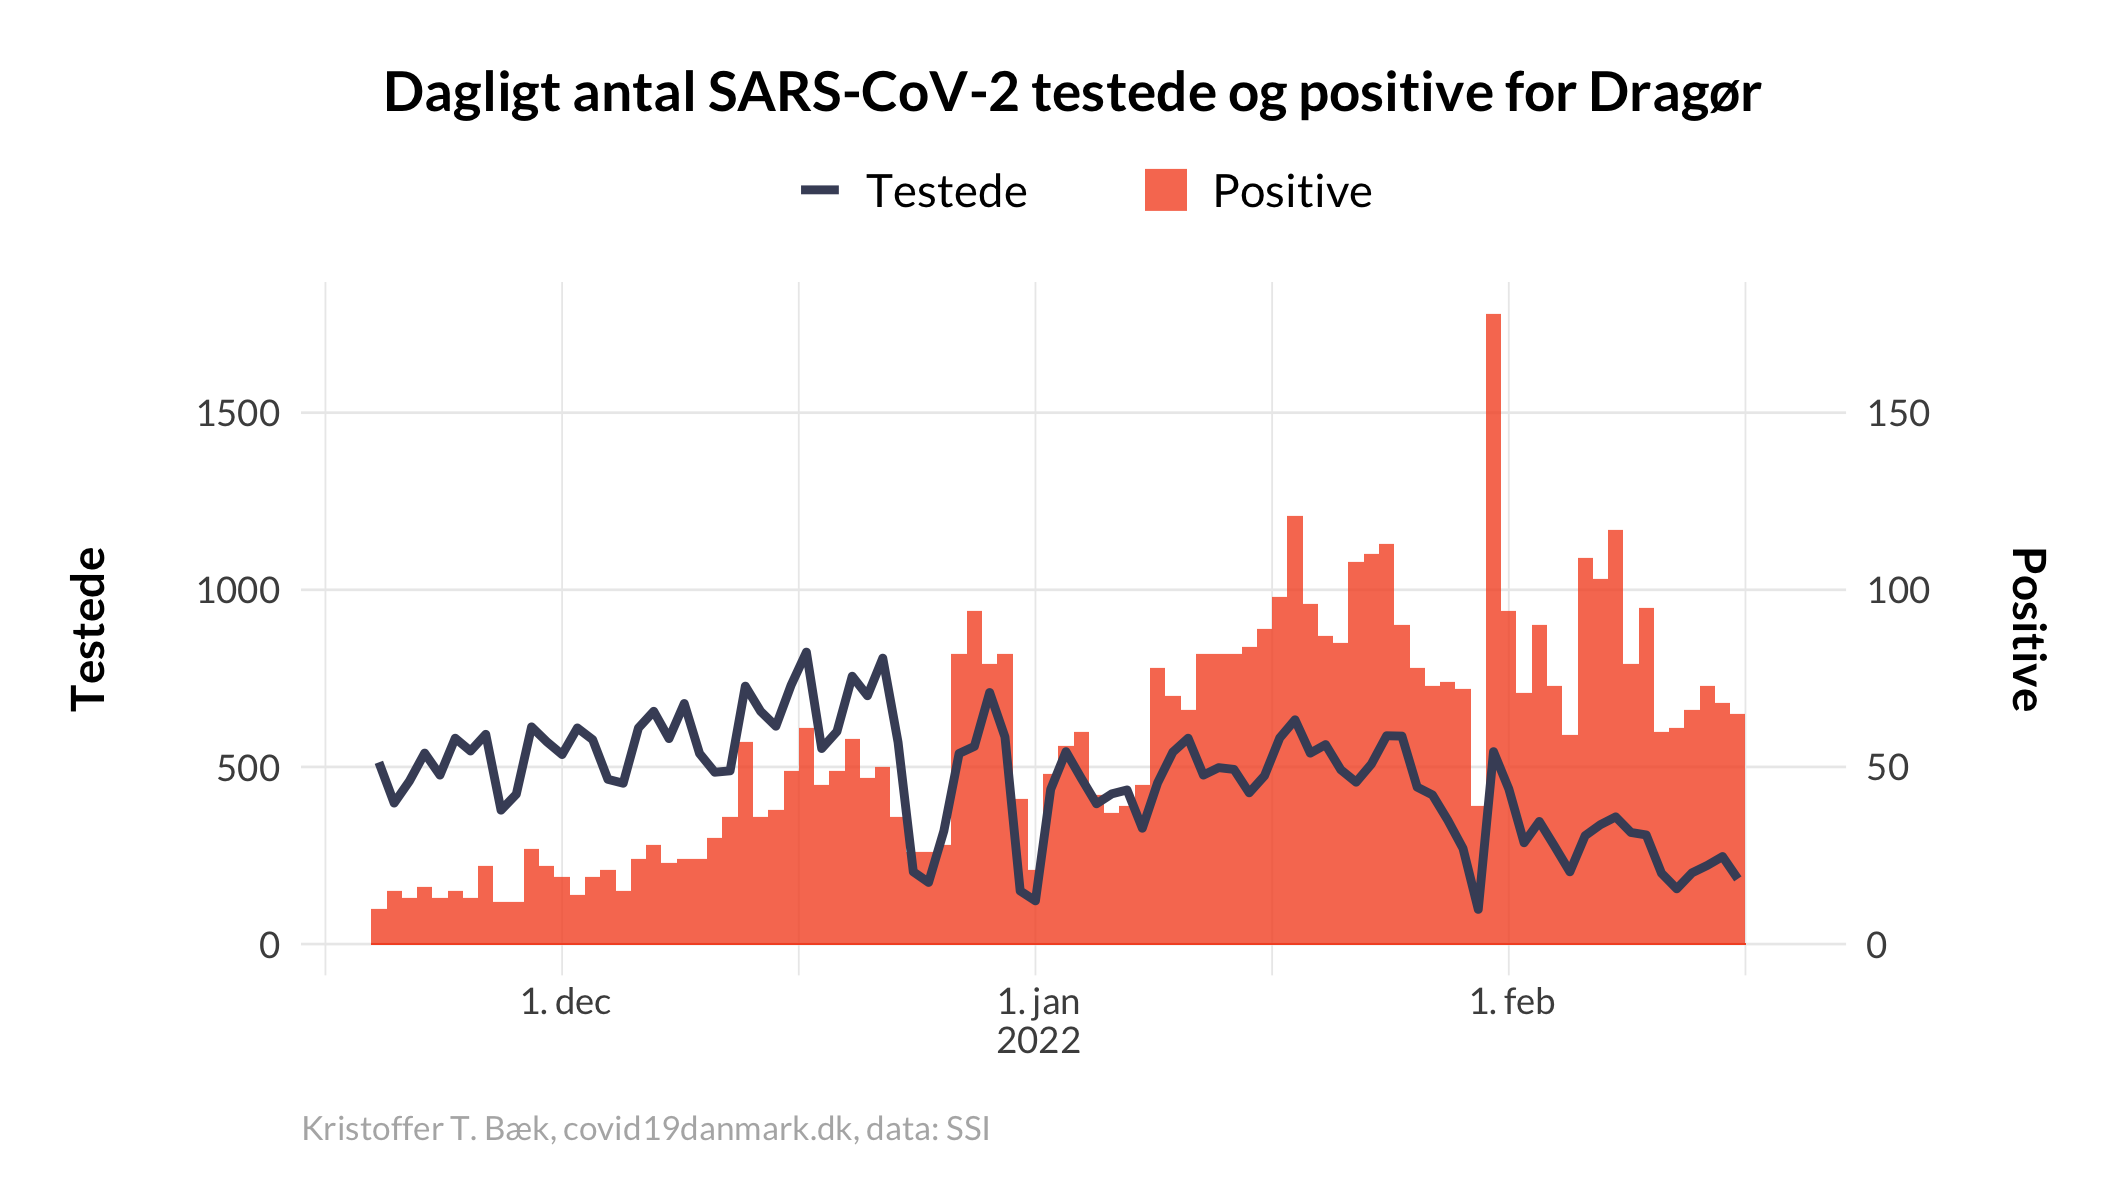 Dagligt antal SARS-CoV-2 testede og positive for Dragør
Testede
Positive
1500
1000
500
0
150
100
50
0
Testede
Positive
1. dec
1. jan
2022
1. feb
Kristoffer T. Bæk, covid19danmark.dk, data: SSI